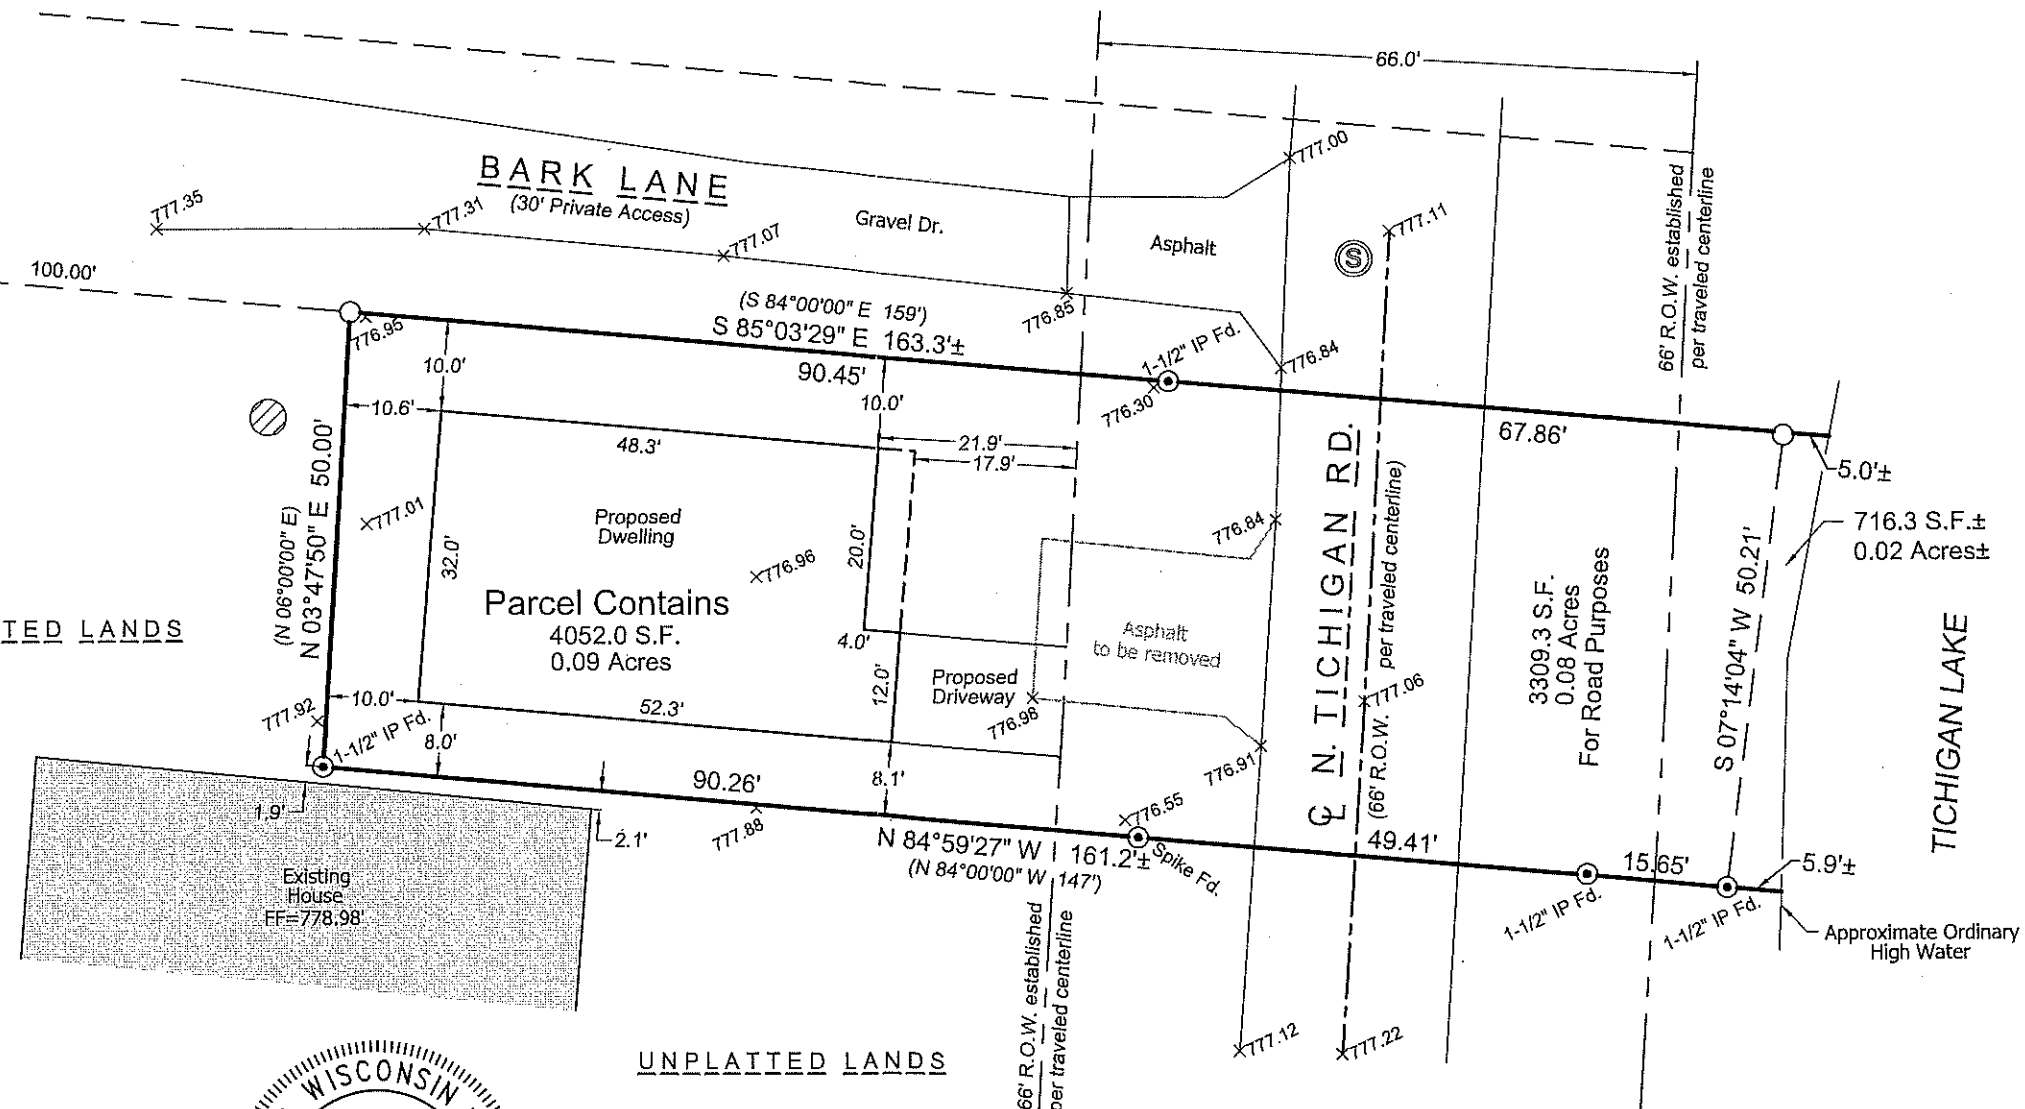 66.0'
BARK LANE
(30' Private Access)
777.35
777.31
777.07
Gravel Dr.
Asphalt
777.00
777.11
S
66' R.O.W. established
per traveled centerline
100.00'
776.95
(S 84°00'00" E 159')
S 85°03'29" E 163.3'±
90.45'
776.85
1-1/2" IP Fd.
776.84
776.30
10.0'
10.6'
48.3'
10.0'
21.9'
17.9'
67.86'
5.0'±
716.3 S.F.±
0.02 Acres±
(N 06°00'00" E)
N 03°47'50" E 50.00'
777.01
32.0'
Proposed
Dwelling
776.96
20.0'
776.84
Parcel Contains
4052.0 S.F.
0.09 Acres
4.0'
12.0'
Asphalt
to be removed
Proposed
Driveway
776.98
℄ N. TICHIGAN RD.
(66' R.O.W. per traveled centerline)
777.06
3309.3 S.F.
0.08 Acres
For Road Purposes
S 07°14'04" W 50.21'
TICHIGAN LAKE
TED LANDS
777.92
1-1/2" IP Fd.
10.0'
52.3'
8.0'
8.1'
90.26'
777.88
776.91
776.55
Spike Fd.
49.41'
15.65'
5.9'±
N 84°59'27" W 161.2'±
(N 84°00'00" W 147')
1.9'
2.1'
Existing
House
FF=778.98'
1-1/2" IP Fd.
1-1/2" IP Fd.
Approximate Ordinary
High Water
66' R.O.W. established
per traveled centerline
777.12
777.22
UNPLATTED LANDS
WISCONSIN